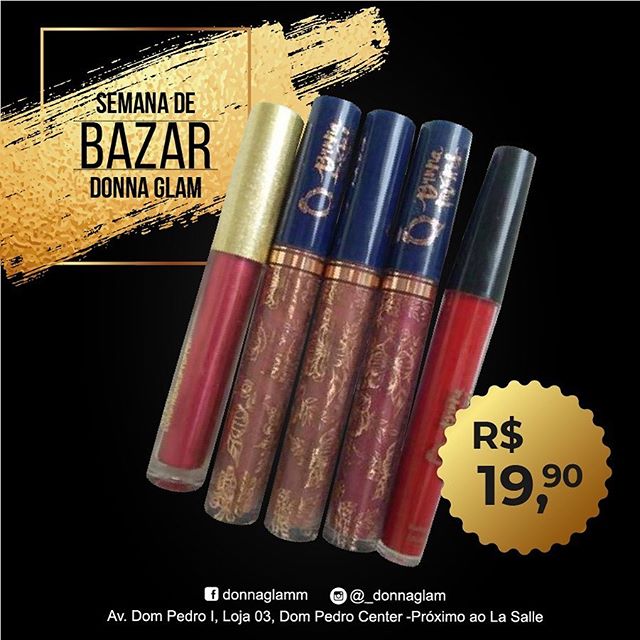 SEMANA DE
BAZAR
DONNA GLAM
Bruna
R$
19,90
donnaglamm @_donnaglam
Av. Dom Pedro I, Loja 03, Dom Pedro Center -Próximo ao La Salle